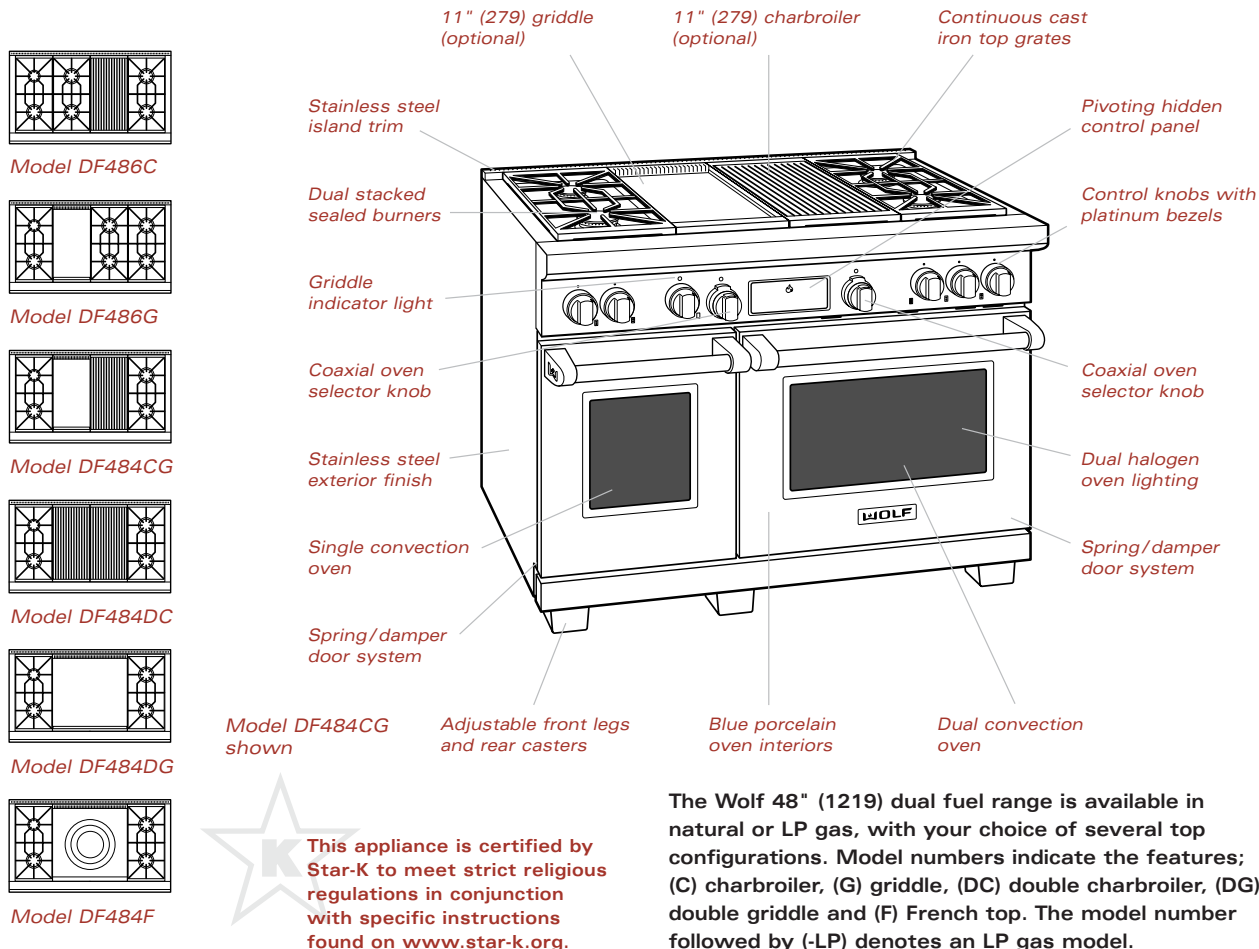 11" (279) griddle
(optional)
11" (279) charbroiler
(optional)
Continuous cast
iron top grates
Stainless steel
island trim
Pivoting hidden
control panel
Model DF486C
Dual stacked
sealed burners
Control knobs with
platinum bezels
Griddle
indicator light
Model DF486G
Coaxial oven
selector knob
Coaxial oven
selector knob
Model DF484CG
Stainless steel
exterior finish
Dual halogen
oven lighting
WOLF
Single convection
oven
Spring/damper
door system
Model DF484DC
Spring/damper
door system
Model DF484CG
shown
Adjustable front legs
and rear casters
Blue porcelain
oven interiors
Dual convection
oven
Model DF484DG
Model DF484F
K
This appliance is certified by
Star-K to meet strict religious
regulations in conjunction
with specific instructions
found on www.star-k.org.
The Wolf 48" (1219) dual fuel range is available in
natural or LP gas, with your choice of several top
configurations. Model numbers indicate the features;
(C) charbroiler, (G) griddle, (DC) double charbroiler, (DG)
double griddle and (F) French top. The model number
followed by (-LP) denotes an LP gas model.